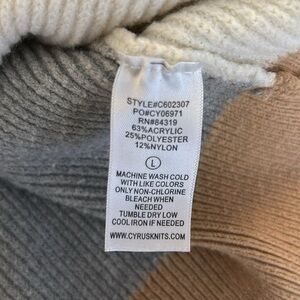 STYLE#C602307
PO#CY06971
RN#84319
63%ACRYLIC
25%POLYESTER
12%NYLON
L
MACHINE WASH COLD
WITH LIKE COLORS
ONLY NON-CHLORINE
BLEACH WHEN
NEEDED
TUMBLE DRY LOW
COOL IRON IF NEEDED
WWW.CYRUSKNITS.COM